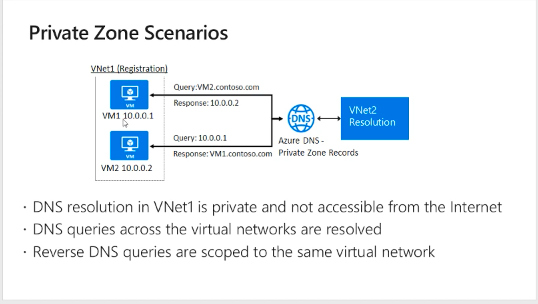 Private Zone Scenarios
VNet1 (Registration)
VM
VM1 10.0.0.1
VM
VM2 10.0.0.2
Query:VM2.contoso.com
Response: 10.0.0.2
Query: 10.0.0.1
Response: VM1.contoso.com
DNS
Azure DNS -
Private Zone Records
VNet2
Resolution
· DNS resolution in VNet1 is private and not accessible from the Internet
· DNS queries across the virtual networks are resolved
· Reverse DNS queries are scoped to the same virtual network